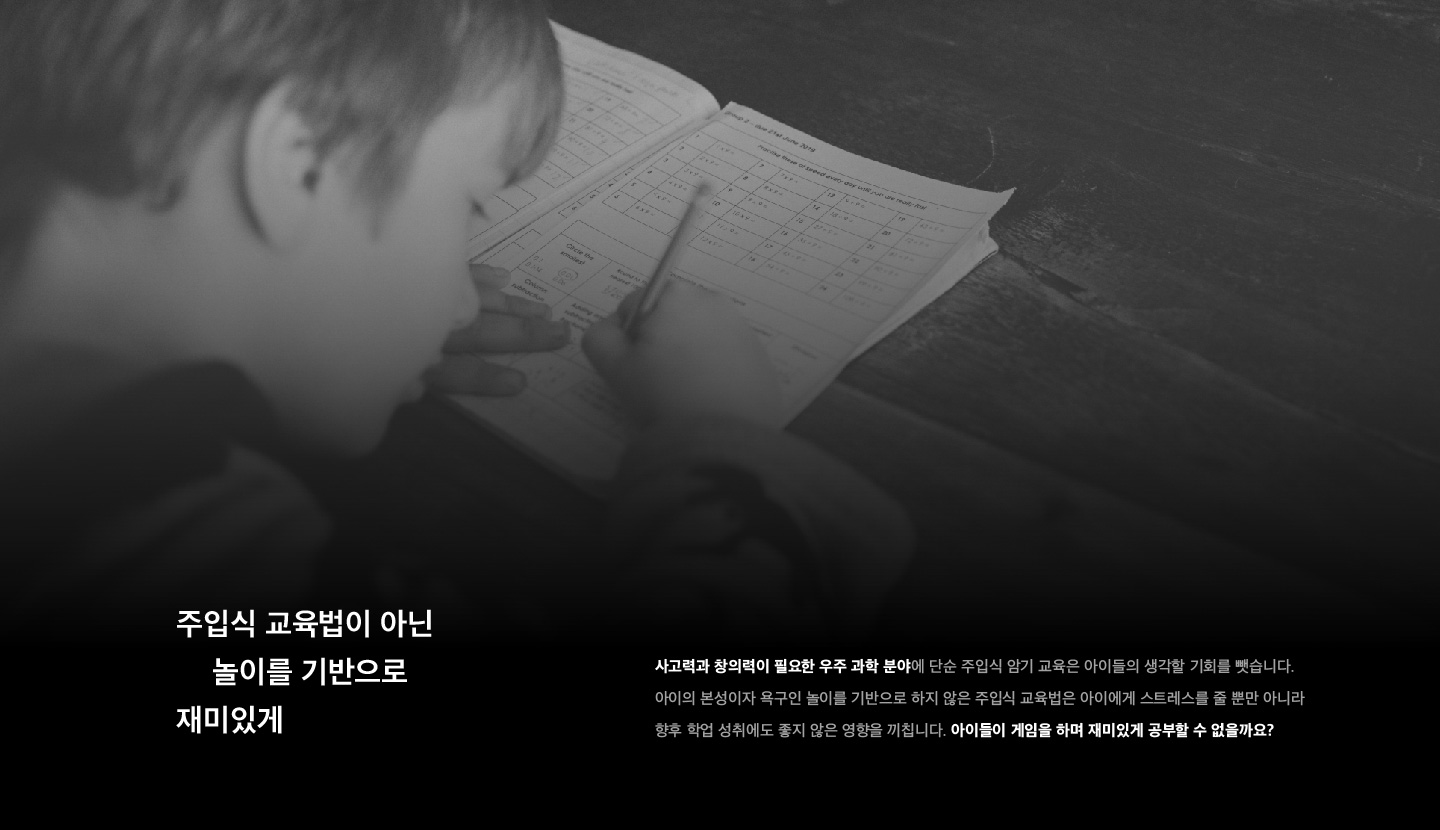 주입식 교육법이 아닌
놀이를 기반으로
재미있게
사고력과 창의력이 필요한 우주 과학 분야에 단순 주입식 암기 교육은 아이들의 생각할 기회를 뺏습니다.
아이의 본성이자 욕구인 놀이를 기반으로 하지 않은 주입식 교육법은 아이에게 스트레스를 줄 뿐만 아니라
향후 학업 성취에도 좋지 않은 영향을 끼칩니다. 아이들이 게임을 하며 재미있게 공부할 수 없을까요?